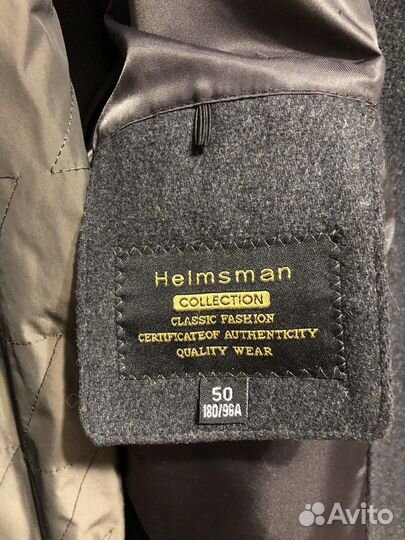 Helmsman
COLLECTION
CLASSIC FASHION
CERTIFICATEOF AUTHENTICITY
QUALITY WEAR
50
180/96A
Avito